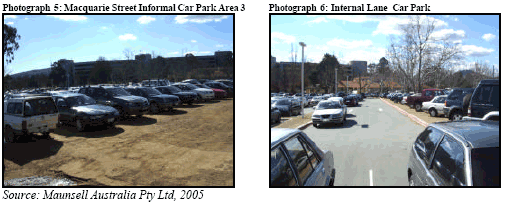 Photograph 5: Macquarie Street Informal Car Park Area 3
Photograph 6: Internal Lane Car Park
Source: Maunsell Australia Pty Ltd, 2005